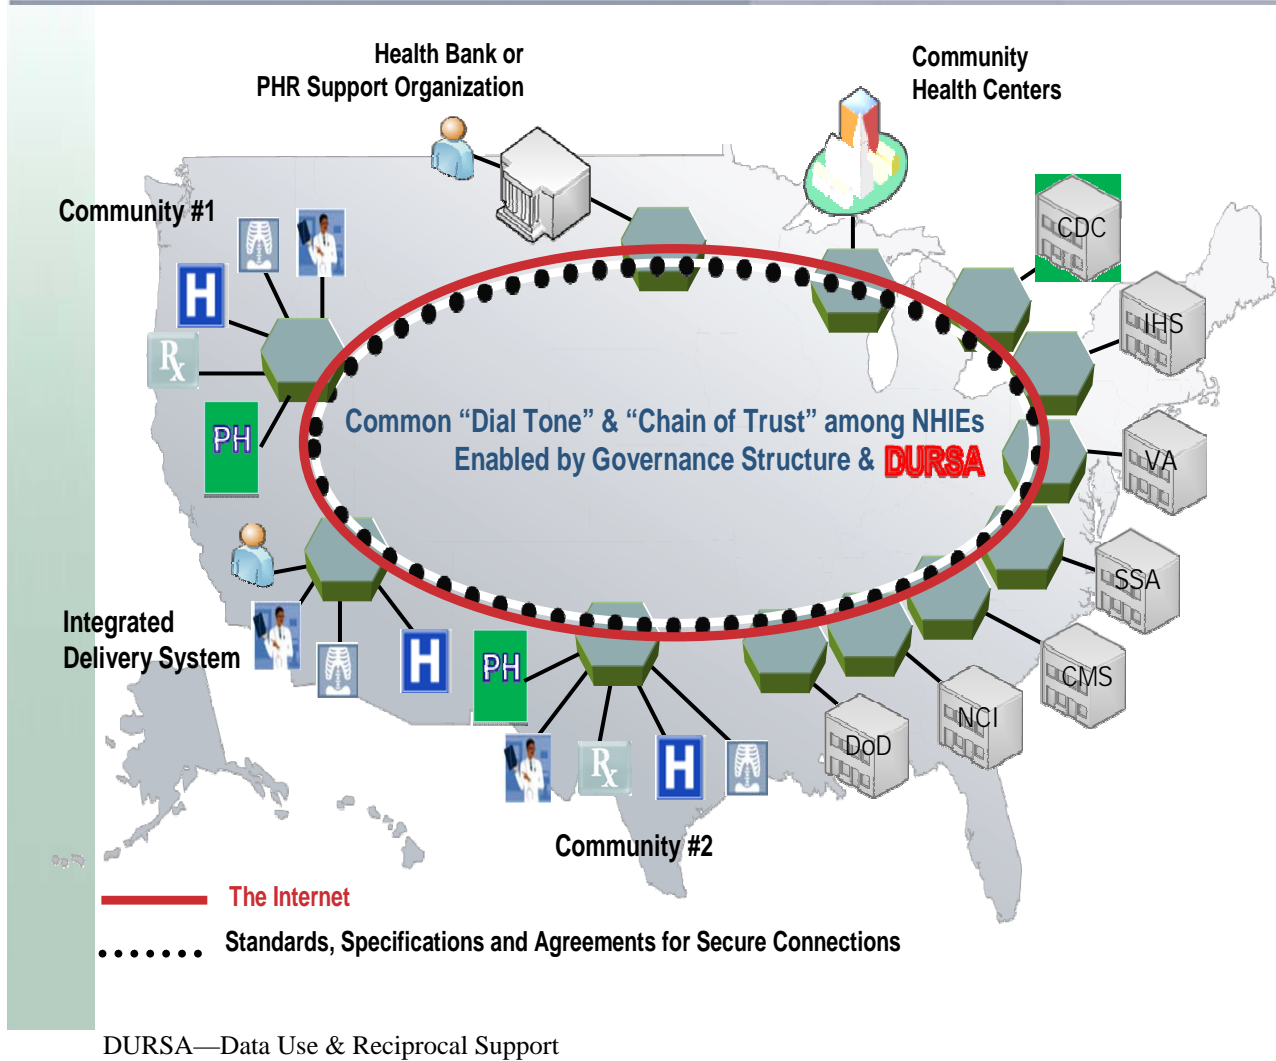 Health Bank or
PHR Support Organization
Community
Health Centers
Community #1
CDC
H
IHS
Rx
Common “Dial Tone” & “Chain of Trust” among NHIEs
PH
Enabled by Governance Structure & DURSA
VA
SSA
Integrated
Delivery System
H
PH
CMS
NCI
DoD
Rx
H
Community #2
The Internet
Standards, Specifications and Agreements for Secure Connections
DURSA—Data Use & Reciprocal Support